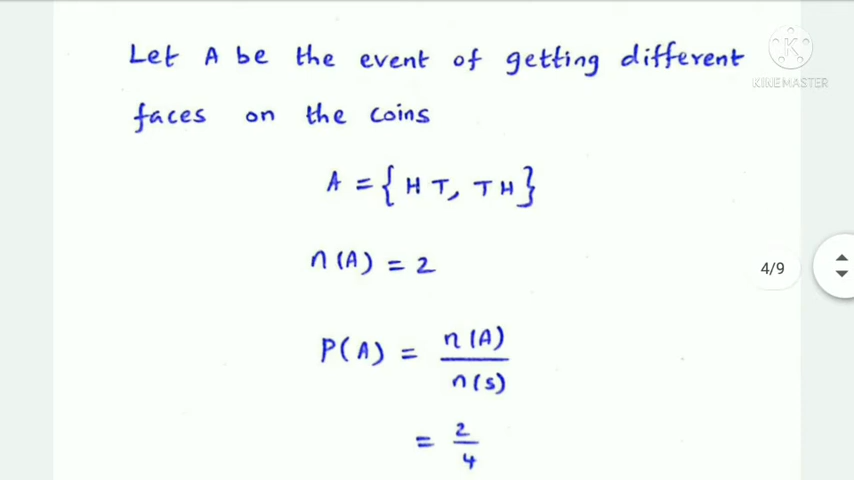 Let A be the event of getting different
KINEMASTER
faces on the coins
A = { H T, T H }
n(A) = 2
4/9
P(A) = n(A)
n(s)
= 2
4